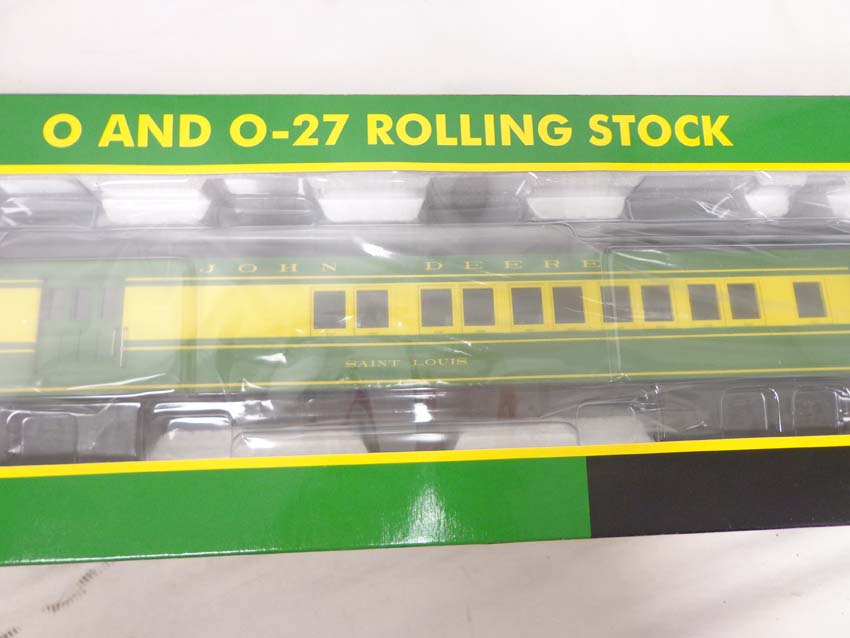 O AND O-27 ROLLING STOCK
JOHN DEERE
SAINT LOUIS